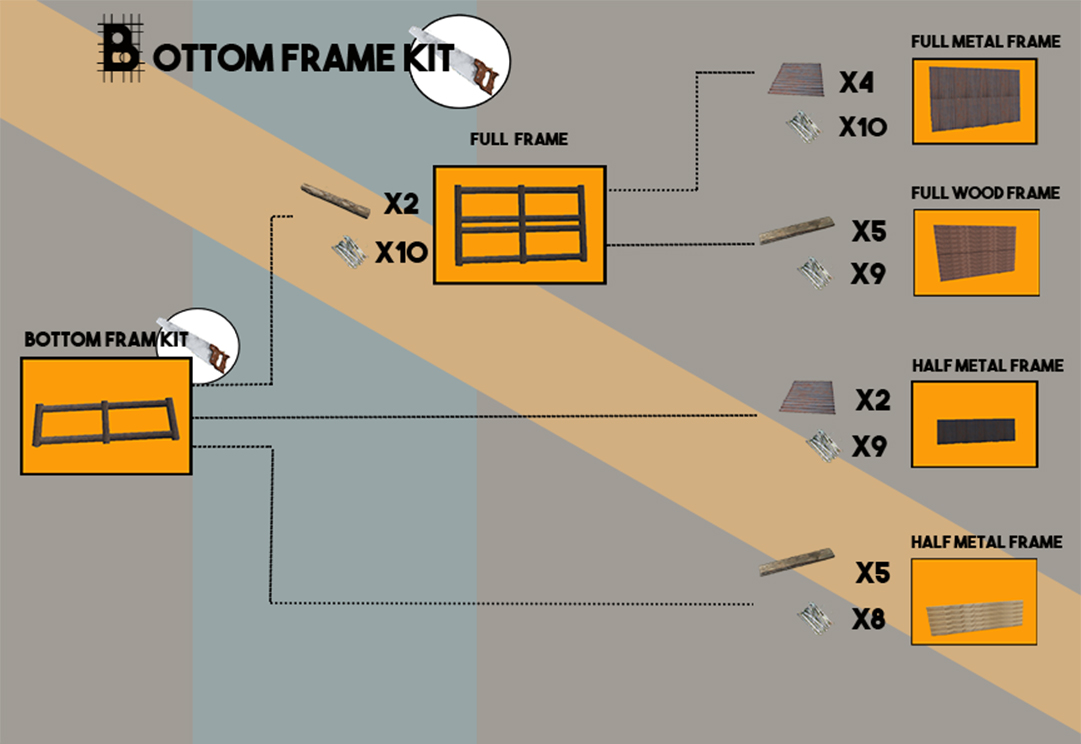 BOTTOM FRAME KIT
FULL METAL FRAME
X4
X10
FULL FRAME
X2
X10
FULL WOOD FRAME
X5
X9
BOTTOM FRAM KIT
HALF METAL FRAME
X2
X9
HALF METAL FRAME
X5
X8